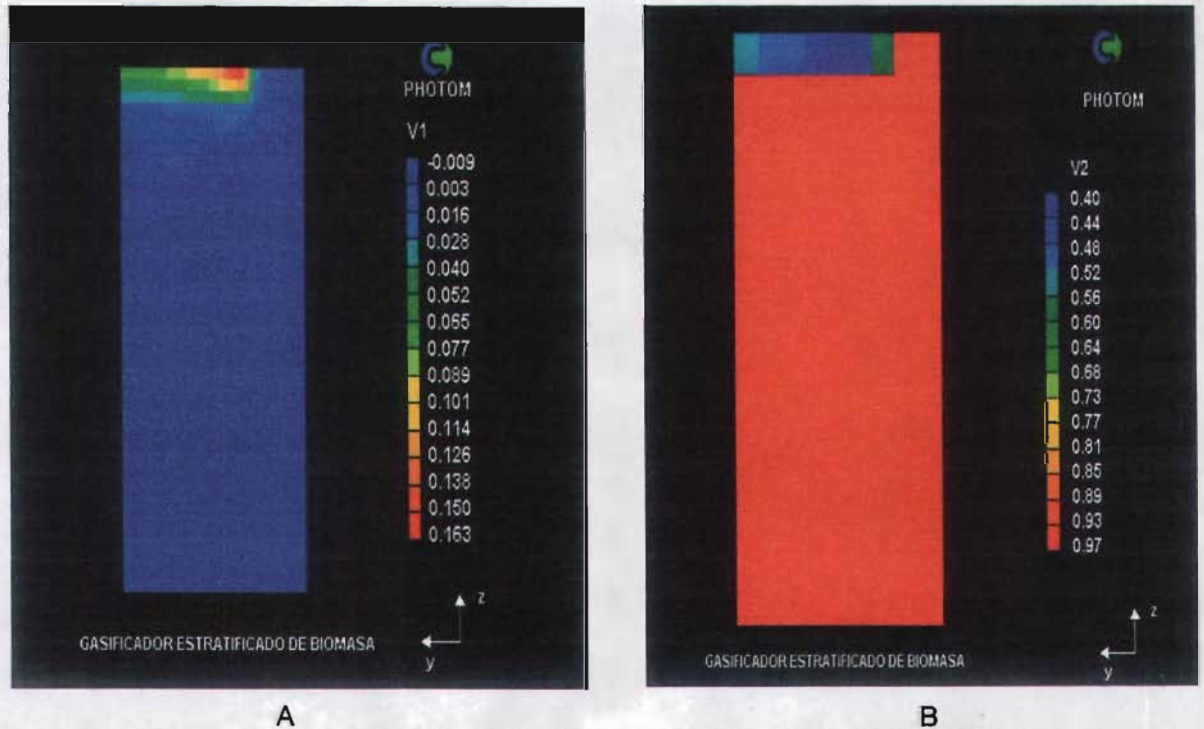 PHOTOM
V1
-0.009
0.003
0.016
0.028
0.040
0.052
0.065
0.077
0.089
0.101
0.114
0.126
0.138
0.150
0.163
z
GASIFICADOR ESTRATIFICADO DE BIOMASA
y
A
PHOTOM
V2
0.40
0.44
0.48
0.52
0.56
0.60
0.64
0.68
0.73
0.77
0.81
0.85
0.89
0.93
0.97
z
GASIFICADOR ESTRATIFICADO DE BIOMASA
y
B